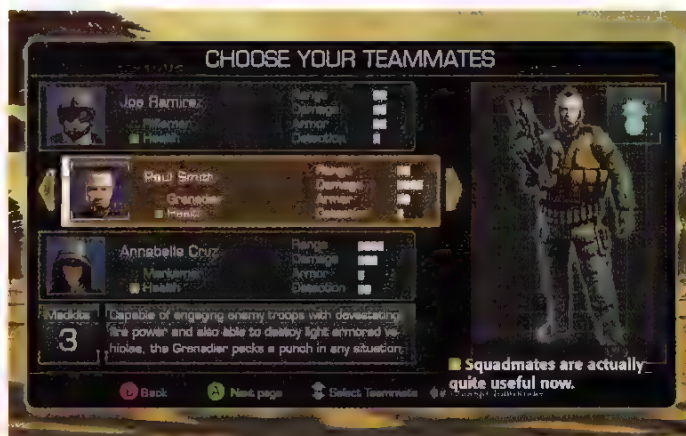 CHOOSE YOUR TEAMMATES
Joe Ramirez
Rifleman
Health
Range
Damage
Armor
Detection
Paul Smith
Grenadier
Health
Annabelle Cruz
Marksman
Health
Range
Damage
Armor
Detection
Medkits
3
Capable of engaging enemy troops with devastating
fire power and also able to destroy light armored ve-
hicles, the Grenadier packs a punch in any situation.
Squadmates are actually
quite useful now.
Back
Next page
Select Teammate